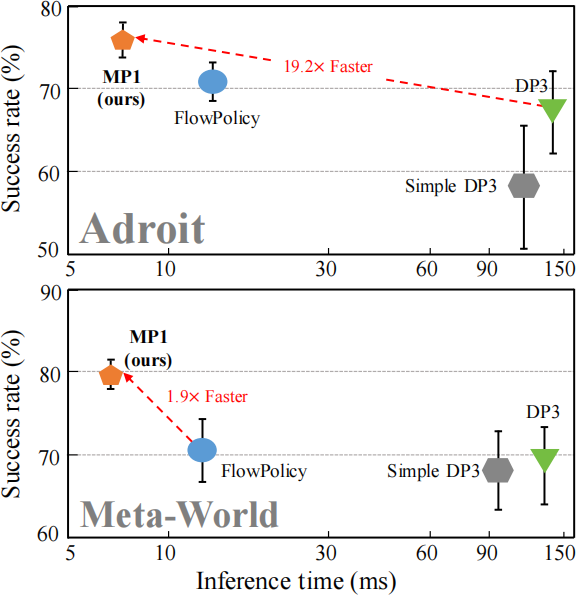 Success rate (%)
80
70
60
50
MP1
(ours)
FlowPolicy
19.2× Faster
DP3
Simple DP3
Adroit
5
10
30
60
90
150
Success rate (%)
90
80
70
60
MP1
(ours)
1.9× Faster
FlowPolicy
Simple DP3
DP3
Meta-World
5
10
30
60
90
150
Inference time (ms)